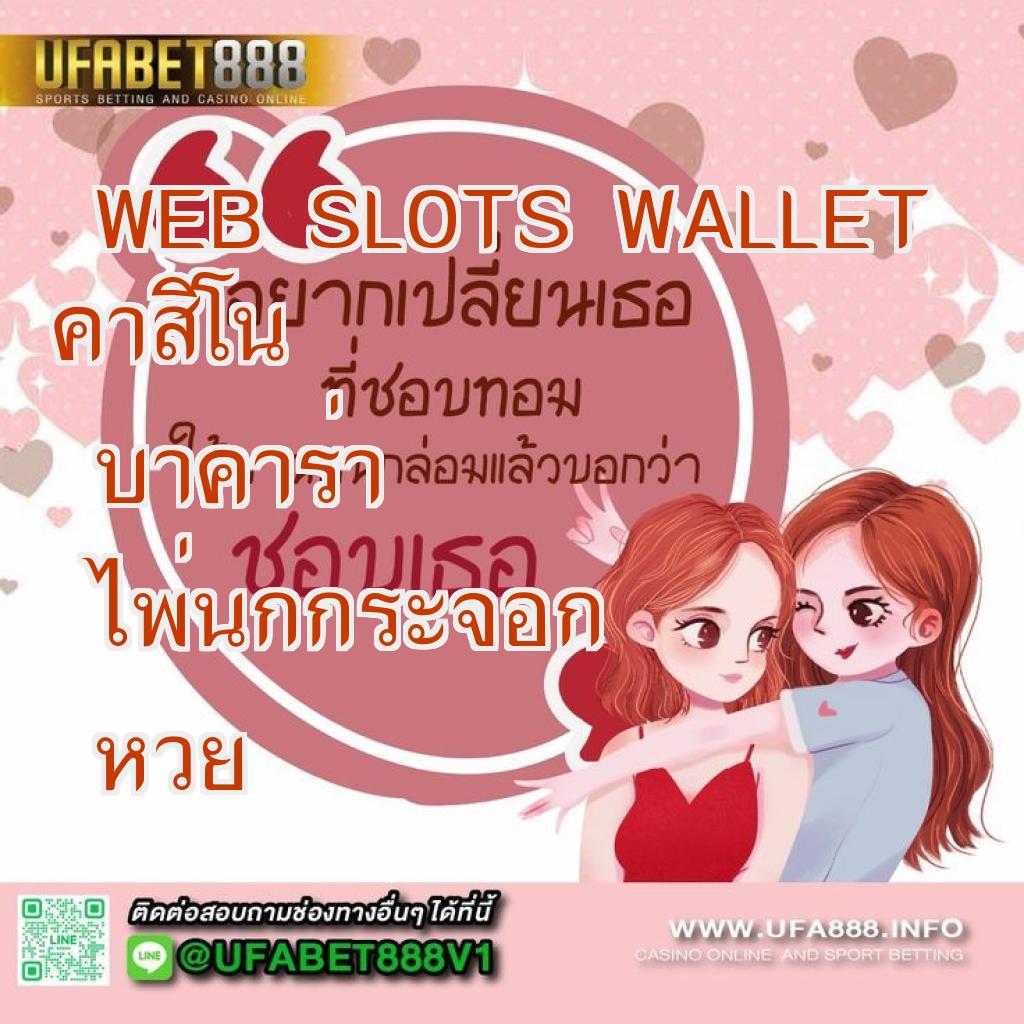 UFABET888
SPORTS BETTING AND CASINO ONLINE
WEB SLOTS WALLET
อยากเปลี่ยนเธอ
คาสิโน
ที่ชอบทอม
บาค่าร่า
กล่อมแล้วบอกว่า
ชอบเธอ
ไพ่นกกระจอก
หวย
LINE
ติดต่อสอบถามช่องทางอื่นๆ ได้ที่นี้
LINE @UFABET888V1
WWW.UFA888.INFO
CASINO ONLINE AND SPORT BETTING